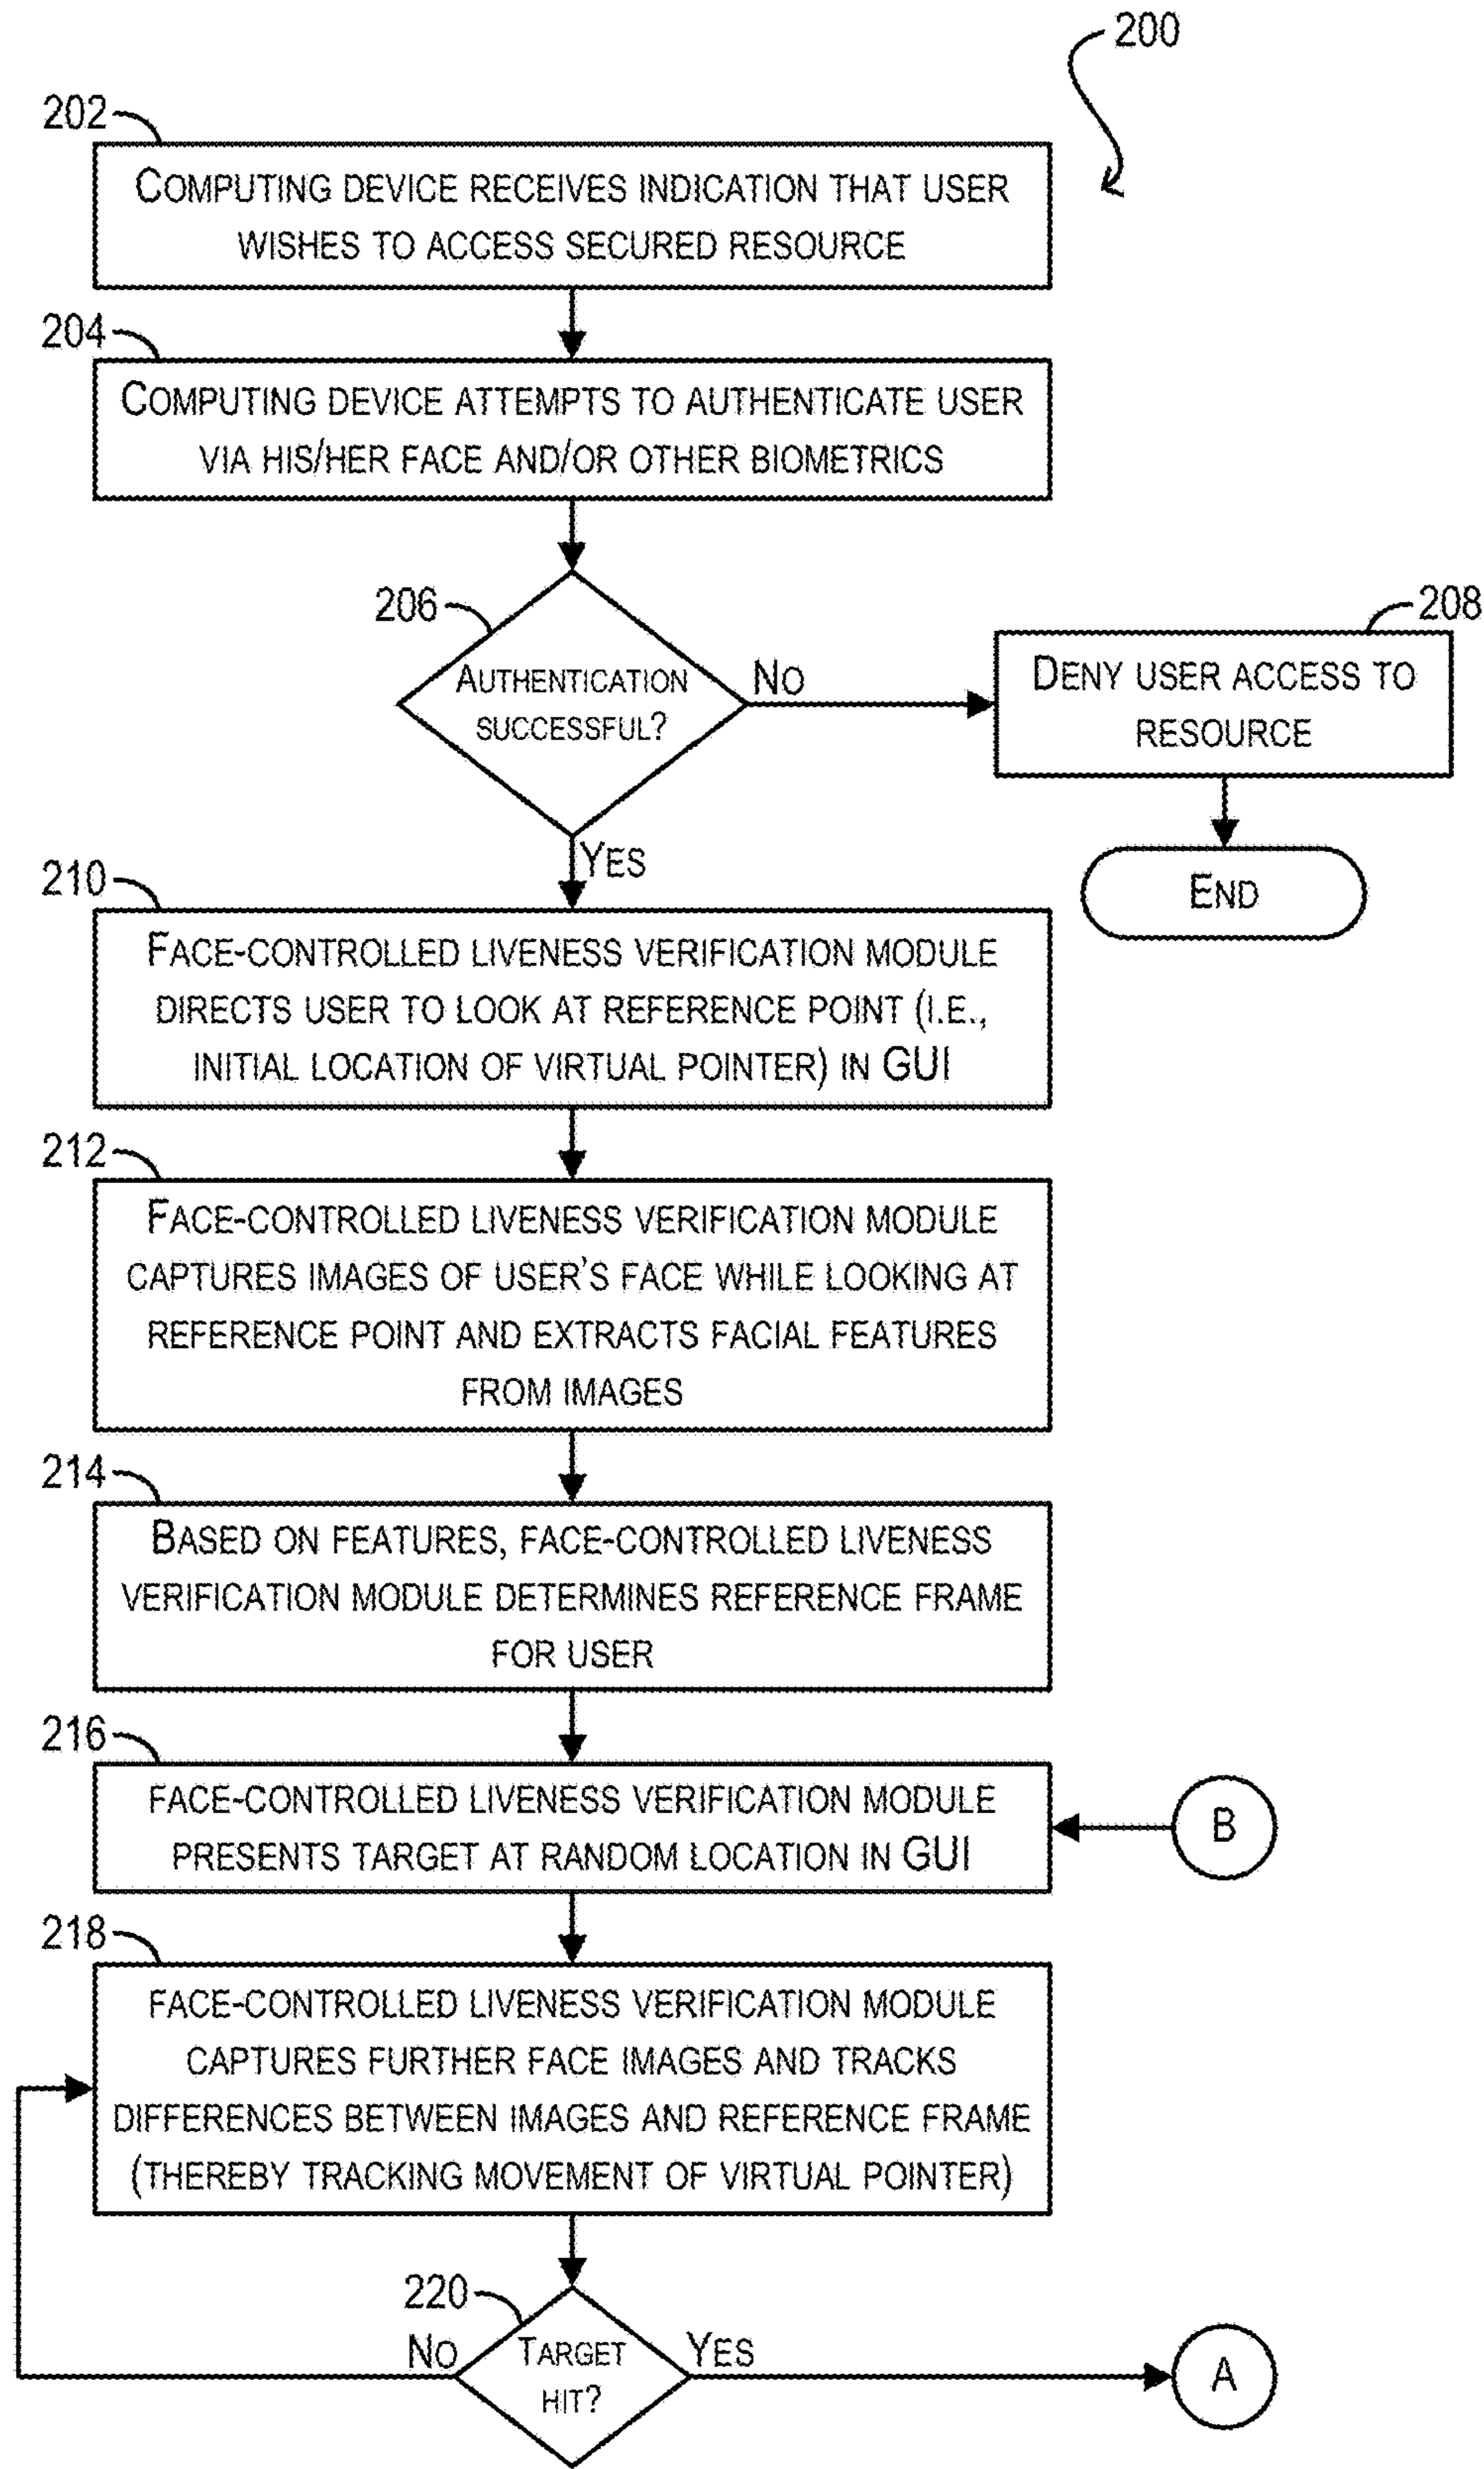 200
202
COMPUTING DEVICE RECEIVES INDICATION THAT USER
WISHES TO ACCESS SECURED RESOURCE
204
COMPUTING DEVICE ATTEMPTS TO AUTHENTICATE USER
VIA HIS/HER FACE AND/OR OTHER BIOMETRICS
206
AUTHENTICATION
SUCCESSFUL?
NO
208
DENY USER ACCESS TO
RESOURCE
END
YES
210
FACE-CONTROLLED LIVENESS VERIFICATION MODULE
DIRECTS USER TO LOOK AT REFERENCE POINT (I.E.,
INITIAL LOCATION OF VIRTUAL POINTER) IN GUI
212
FACE-CONTROLLED LIVENESS VERIFICATION MODULE
CAPTURES IMAGES OF USER'S FACE WHILE LOOKING AT
REFERENCE POINT AND EXTRACTS FACIAL FEATURES
FROM IMAGES
214
BASED ON FEATURES, FACE-CONTROLLED LIVENESS
VERIFICATION MODULE DETERMINES REFERENCE FRAME
FOR USER
216
FACE-CONTROLLED LIVENESS VERIFICATION MODULE
PRESENTS TARGET AT RANDOM LOCATION IN GUI
B
218
FACE-CONTROLLED LIVENESS VERIFICATION MODULE
CAPTURES FURTHER FACE IMAGES AND TRACKS
DIFFERENCES BETWEEN IMAGES AND REFERENCE FRAME
(THEREBY TRACKING MOVEMENT OF VIRTUAL POINTER)
220
NO
TARGET
HIT?
YES
A